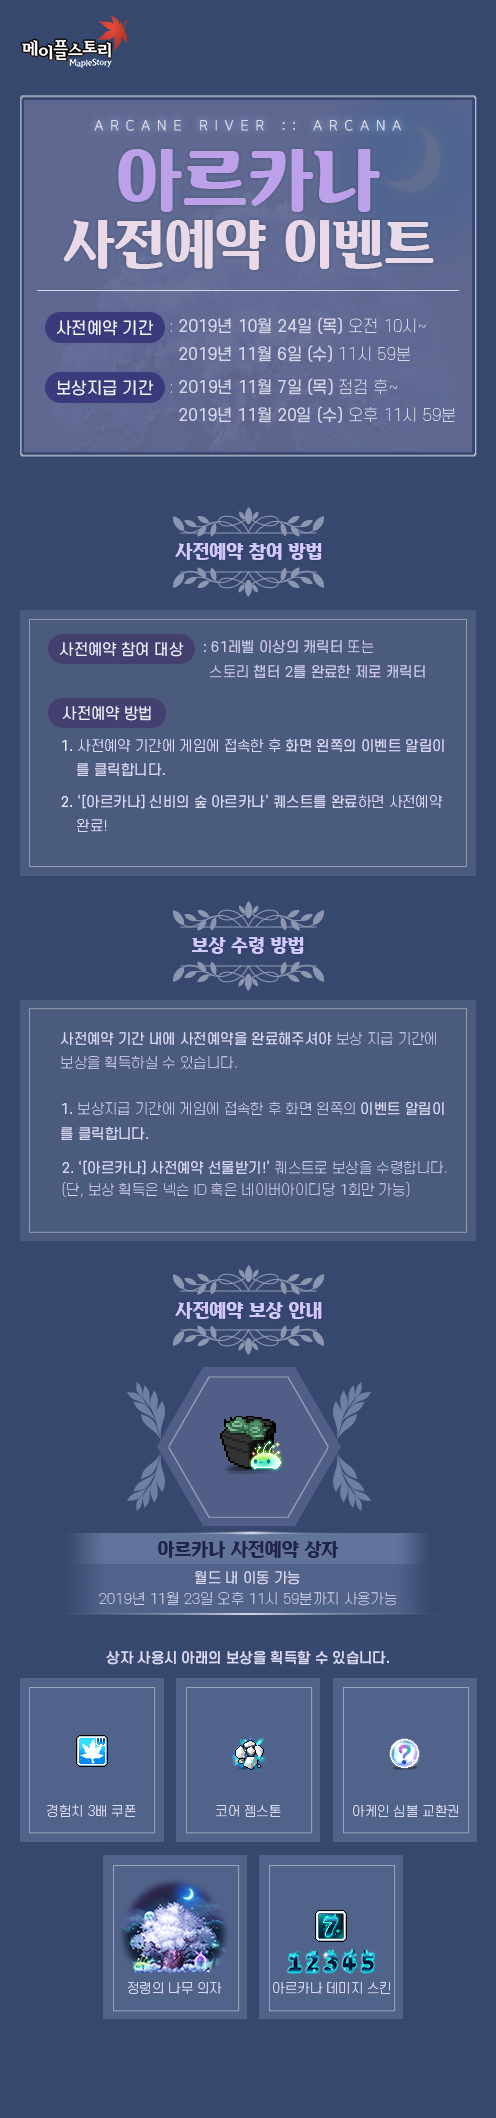 메이플스토리
MapleStory
ARCANE RIVER :: ARCANA
아르카나
사전예약 이벤트
사전예약 기간 : 2019년 10월 24일 (목) 오전 10시~
2019년 11월 6일 (수) 11시 59분
보상지급 기간 : 2019년 11월 7일 (목) 점검 후~
2019년 11월 20일 (수) 오후 11시 59분
사전예약 참여 방법
사전예약 참여 대상 : 61레벨 이상의 캐릭터 또는
스토리 챕터 2를 완료한 제로 캐릭터
사전예약 방법
1. 사전예약 기간에 게임에 접속한 후 화면 왼쪽의 이벤트 알림이
를 클릭합니다.
2. ‘[아르카나] 신비의 숲 아르카나’ 퀘스트를 완료하면 사전예약
완료!
보상 수령 방법
사전예약 기간 내에 사전예약을 완료해주셔야 보상 지급 기간에
보상을 획득하실 수 있습니다.
1. 보상지급 기간에 게임에 접속한 후 화면 왼쪽의 이벤트 알림이
를 클릭합니다.
2. ‘[아르카나] 사전예약 선물받기!’ 퀘스트로 보상을 수령합니다.
(단, 보상 획득은 넥슨 ID 혹은 네이버아이디당 1회만 가능)
사전예약 보상 안내
아르카나 사전예약 상자
월드 내 이동 가능
2019년 11월 23일 오후 11시 59분까지 사용가능
상자 사용시 아래의 보상을 획득할 수 있습니다.
경험치 3배 쿠폰
코어 젬스톤
?
아케인 심볼 교환권
정령의 나무 의자
7
12345
아르카나 데미지 스킨